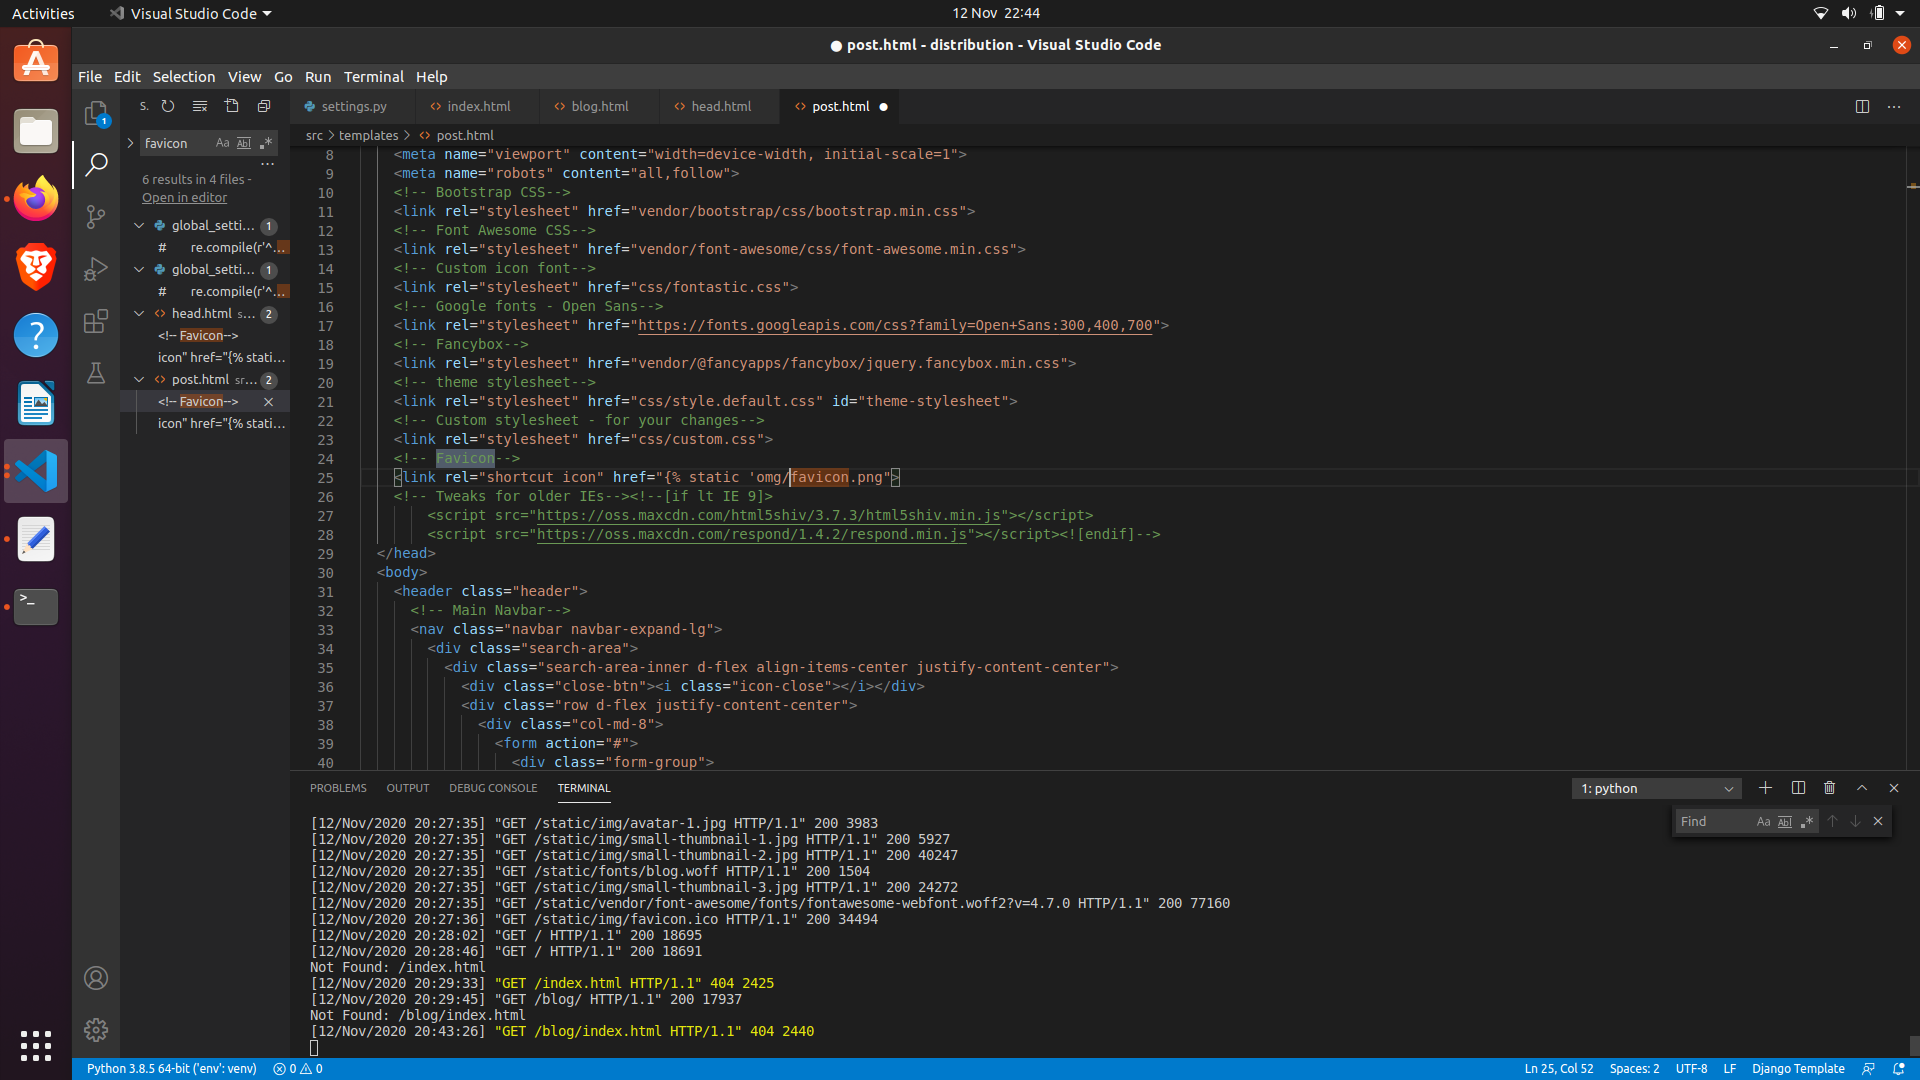 Activities
Visual Studio Code
12 Nov 22:44
● post.html - distribution - Visual Studio Code
File Edit Selection View Go Run Terminal Help
S.
settings.py
index.html
blog.html
head.html
post.html ●
src > templates > post.html
1
favicon
Aa Abl .*
6 results in 4 files -
Open in editor
global_setti... 1
# re.compile(r'^...
global_setti... 1
# re.compile(r'^...
head.html s... 2
<!-- Favicon-->
icon" href="{% stati...
post.html sr... 2
<!-- Favicon-->
icon" href="{% stati...
8 <meta name="viewport" content="width=device-width, initial-scale=1">
9 <meta name="robots" content="all,follow">
10 <!-- Bootstrap CSS-->
11 <link rel="stylesheet" href="vendor/bootstrap/css/bootstrap.min.css">
12 <!-- Font Awesome CSS-->
13 <link rel="stylesheet" href="vendor/font-awesome/css/font-awesome.min.css">
14 <!-- Custom icon font-->
15 <link rel="stylesheet" href="css/fontastic.css">
16 <!-- Google fonts - Open Sans-->
17 <link rel="stylesheet" href="https://fonts.googleapis.com/css?family=Open+Sans:300,400,700">
18 <!-- Fancybox-->
19 <link rel="stylesheet" href="vendor/@fancyapps/fancybox/jquery.fancybox.min.css">
20 <!-- theme stylesheet-->
21 <link rel="stylesheet" href="css/style.default.css" id="theme-stylesheet">
22 <!-- Custom stylesheet - for your changes-->
23 <link rel="stylesheet" href="css/custom.css">
24 <!-- Favicon-->
25 <link rel="shortcut icon" href="{% static 'omg/favicon.png">
26 <!-- Tweaks for older IEs--><!--[if lt IE 9]>
27 <script src="https://oss.maxcdn.com/html5shiv/3.7.3/html5shiv.min.js"></script>
28 <script src="https://oss.maxcdn.com/respond/1.4.2/respond.min.js"></script><![endif]-->
29 </head>
30 <body>
31 <header class="header">
32 <!-- Main Navbar-->
33 <nav class="navbar navbar-expand-lg">
34 <div class="search-area">
35 <div class="search-area-inner d-flex align-items-center justify-content-center">
36 <div class="close-btn"><i class="icon-close"></i></div>
37 <div class="row d-flex justify-content-center">
38 <div class="col-md-8">
39 <form action="#">
40 <div class="form-group">
PROBLEMS OUTPUT DEBUG CONSOLE TERMINAL
1: python
Find Aa Abl .*
[12/Nov/2020 20:27:35] "GET /static/img/avatar-1.jpg HTTP/1.1" 200 3983
[12/Nov/2020 20:27:35] "GET /static/img/small-thumbnail-1.jpg HTTP/1.1" 200 5927
[12/Nov/2020 20:27:35] "GET /static/img/small-thumbnail-2.jpg HTTP/1.1" 200 40247
[12/Nov/2020 20:27:35] "GET /static/fonts/blog.woff HTTP/1.1" 200 1504
[12/Nov/2020 20:27:35] "GET /static/img/small-thumbnail-3.jpg HTTP/1.1" 200 24272
[12/Nov/2020 20:27:35] "GET /static/vendor/font-awesome/fonts/fontawesome-webfont.woff2?v=4.7.0 HTTP/1.1" 200 77160
[12/Nov/2020 20:27:36] "GET /static/img/favicon.ico HTTP/1.1" 200 34494
[12/Nov/2020 20:28:02] "GET / HTTP/1.1" 200 18695
[12/Nov/2020 20:28:46] "GET / HTTP/1.1" 200 18691
Not Found: /index.html
[12/Nov/2020 20:29:33] "GET /index.html HTTP/1.1" 404 2425
[12/Nov/2020 20:29:45] "GET /blog/ HTTP/1.1" 200 17937
Not Found: /blog/index.html
[12/Nov/2020 20:43:26] "GET /blog/index.html HTTP/1.1" 404 2440
Python 3.8.5 64-bit ('env': venv)
0 0
Ln 25, Col 52
Spaces: 2
UTF-8
LF
Django Template